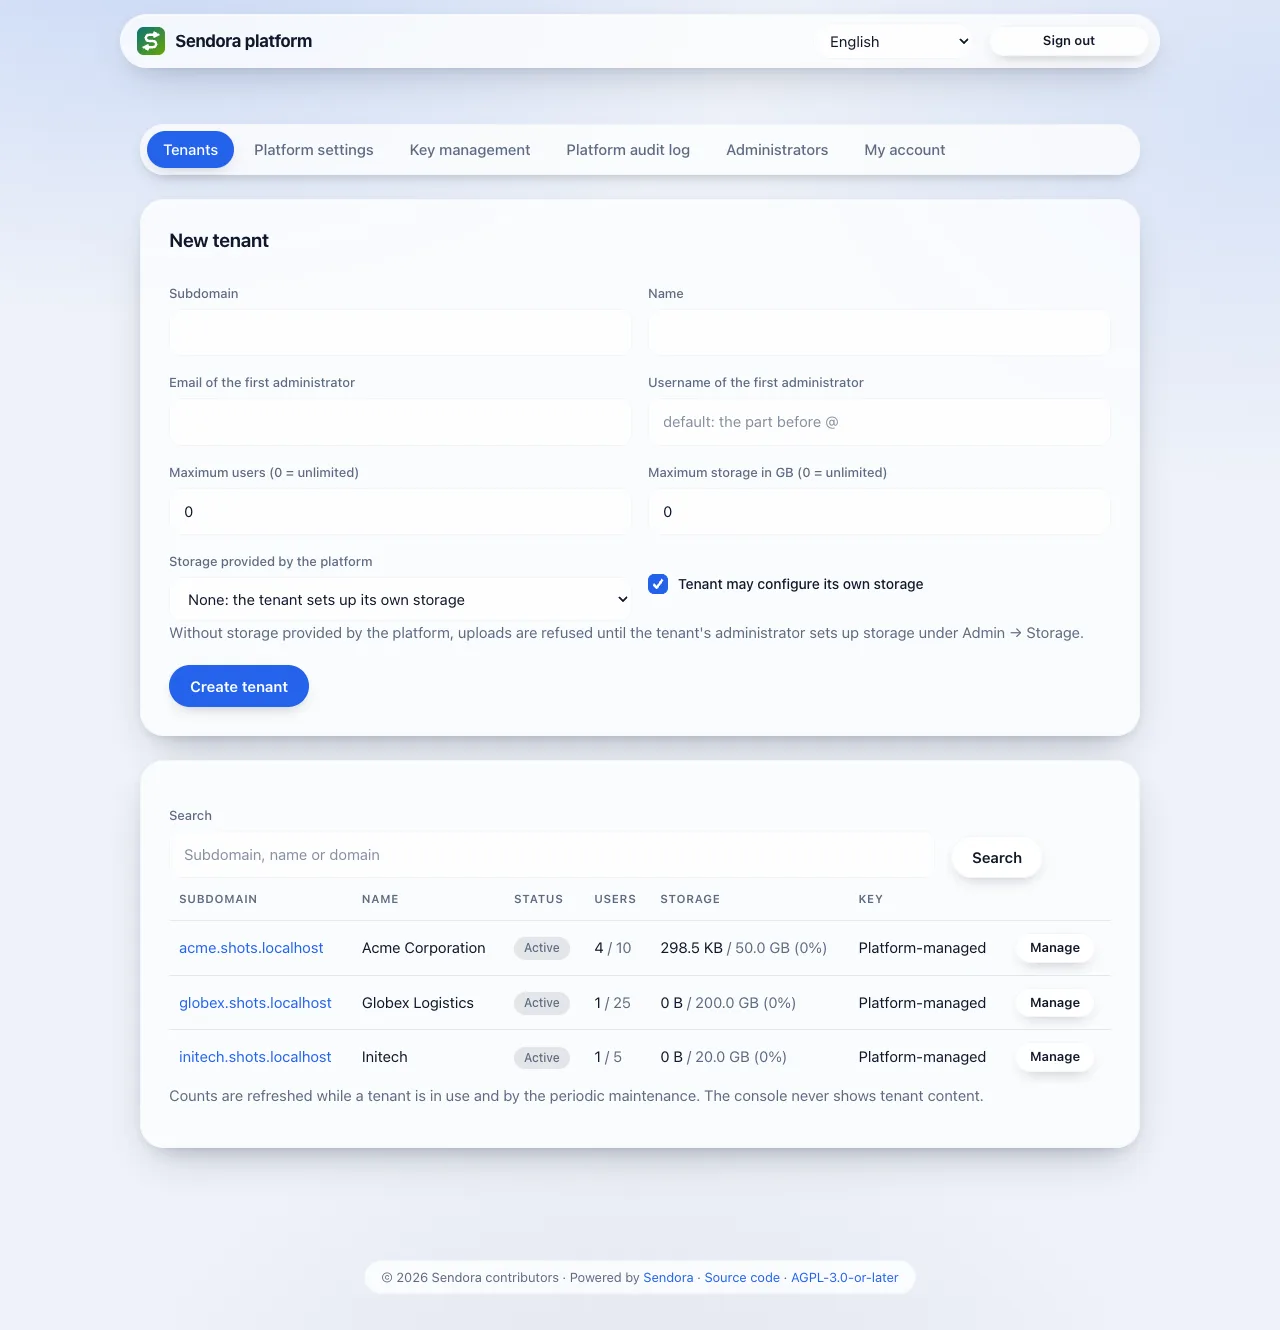 Sendora platform
English
Sign out
Tenants
Platform settings
Key management
Platform audit log
Administrators
My account
New tenant
Subdomain
Name
Email of the first administrator
Username of the first administrator
default: the part before @
Maximum users (0 = unlimited)
Maximum storage in GB (0 = unlimited)
0
0
Storage provided by the platform
None: the tenant sets up its own storage
Tenant may configure its own storage
Without storage provided by the platform, uploads are refused until the tenant's administrator sets up storage under Admin → Storage.
Create tenant
Search
Subdomain, name or domain
Search
SUBDOMAIN NAME STATUS USERS STORAGE KEY
acme.shots.localhost Acme Corporation Active 4 / 10 298.5 KB / 50.0 GB (0%) Platform-managed Manage
globex.shots.localhost Globex Logistics Active 1 / 25 0 B / 200.0 GB (0%) Platform-managed Manage
initech.shots.localhost Initech Active 1 / 5 0 B / 20.0 GB (0%) Platform-managed Manage
Counts are refreshed while a tenant is in use and by the periodic maintenance. The console never shows tenant content.
© 2026 Sendora contributors · Powered by Sendora · Source code · AGPL-3.0-or-later